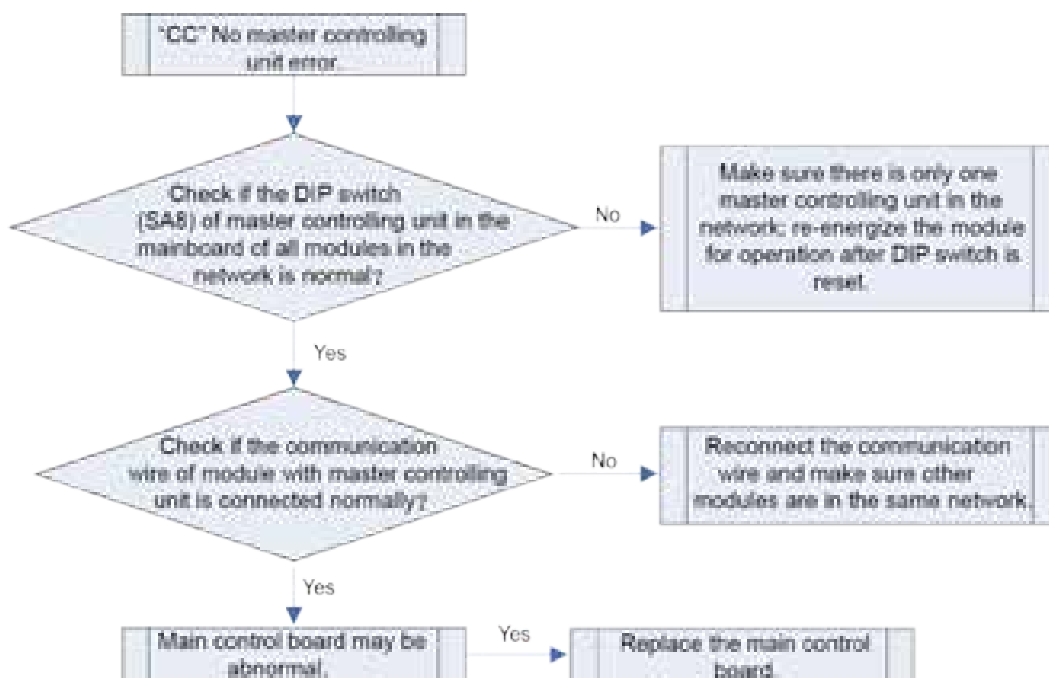 "CC" No master controlling
unit error.
Check if the DIP switch
(SA8) of master controlling unit in the
mainboard of all modules in the
network is normal?
No
Make sure there is only one
master controlling unit in the
network; re-energize the module
for operation after DIP switch is
reset.
Yes
Check if the communication
wire of module with master controlling
unit is connected normally?
No
Reconnect the communication
wire and make sure other
modules are in the same network.
Yes
Main control board may be
abnormal.
Yes
Replace the main control
board.